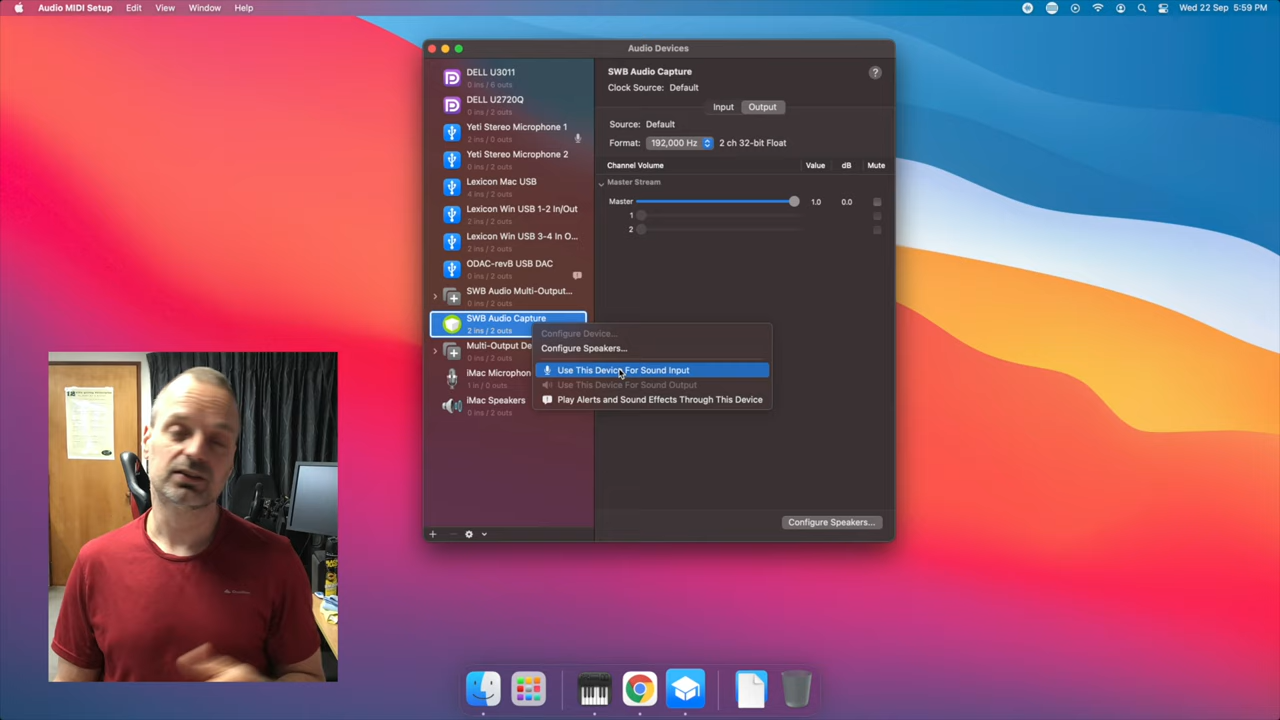 Audio MIDI Setup Edit View Window Help
Wed 22 Sep 5:59 PM
Audio Devices
DELL U3011
0 ins / 6 outs
DELL U2720Q
0 ins / 2 outs
Yeti Stereo Microphone 1
2 ins / 0 outs
Yeti Stereo Microphone 2
0 ins / 2 outs
Lexicon Mac USB
4 ins / 2 outs
Lexicon Win USB 1-2 In/Out
2 ins / 2 outs
Lexicon Win USB 3-4 In O...
2 ins / 2 outs
ODAC-revB USB DAC
0 ins / 2 outs
SWB Audio Multi-Output...
0 ins / 2 outs
SWB Audio Capture
2 ins / 2 outs
Multi-Output De
0 ins / 2 outs
iMac Microphon
1 in / 0 outs
iMac Speakers
0 ins / 2 outs
SWB Audio Capture
?
Clock Source: Default
Input Output
Source: Default
Format: 192,000 Hz 2 ch 32-bit Float
Channel Volume Value dB Mute
Master Stream
Master 1.0 0.0
1
2
Configure Device...
Configure Speakers...
Use This Device For Sound Input
Use This Device For Sound Output
Play Alerts and Sound Effects Through This Device
Configure Speakers...